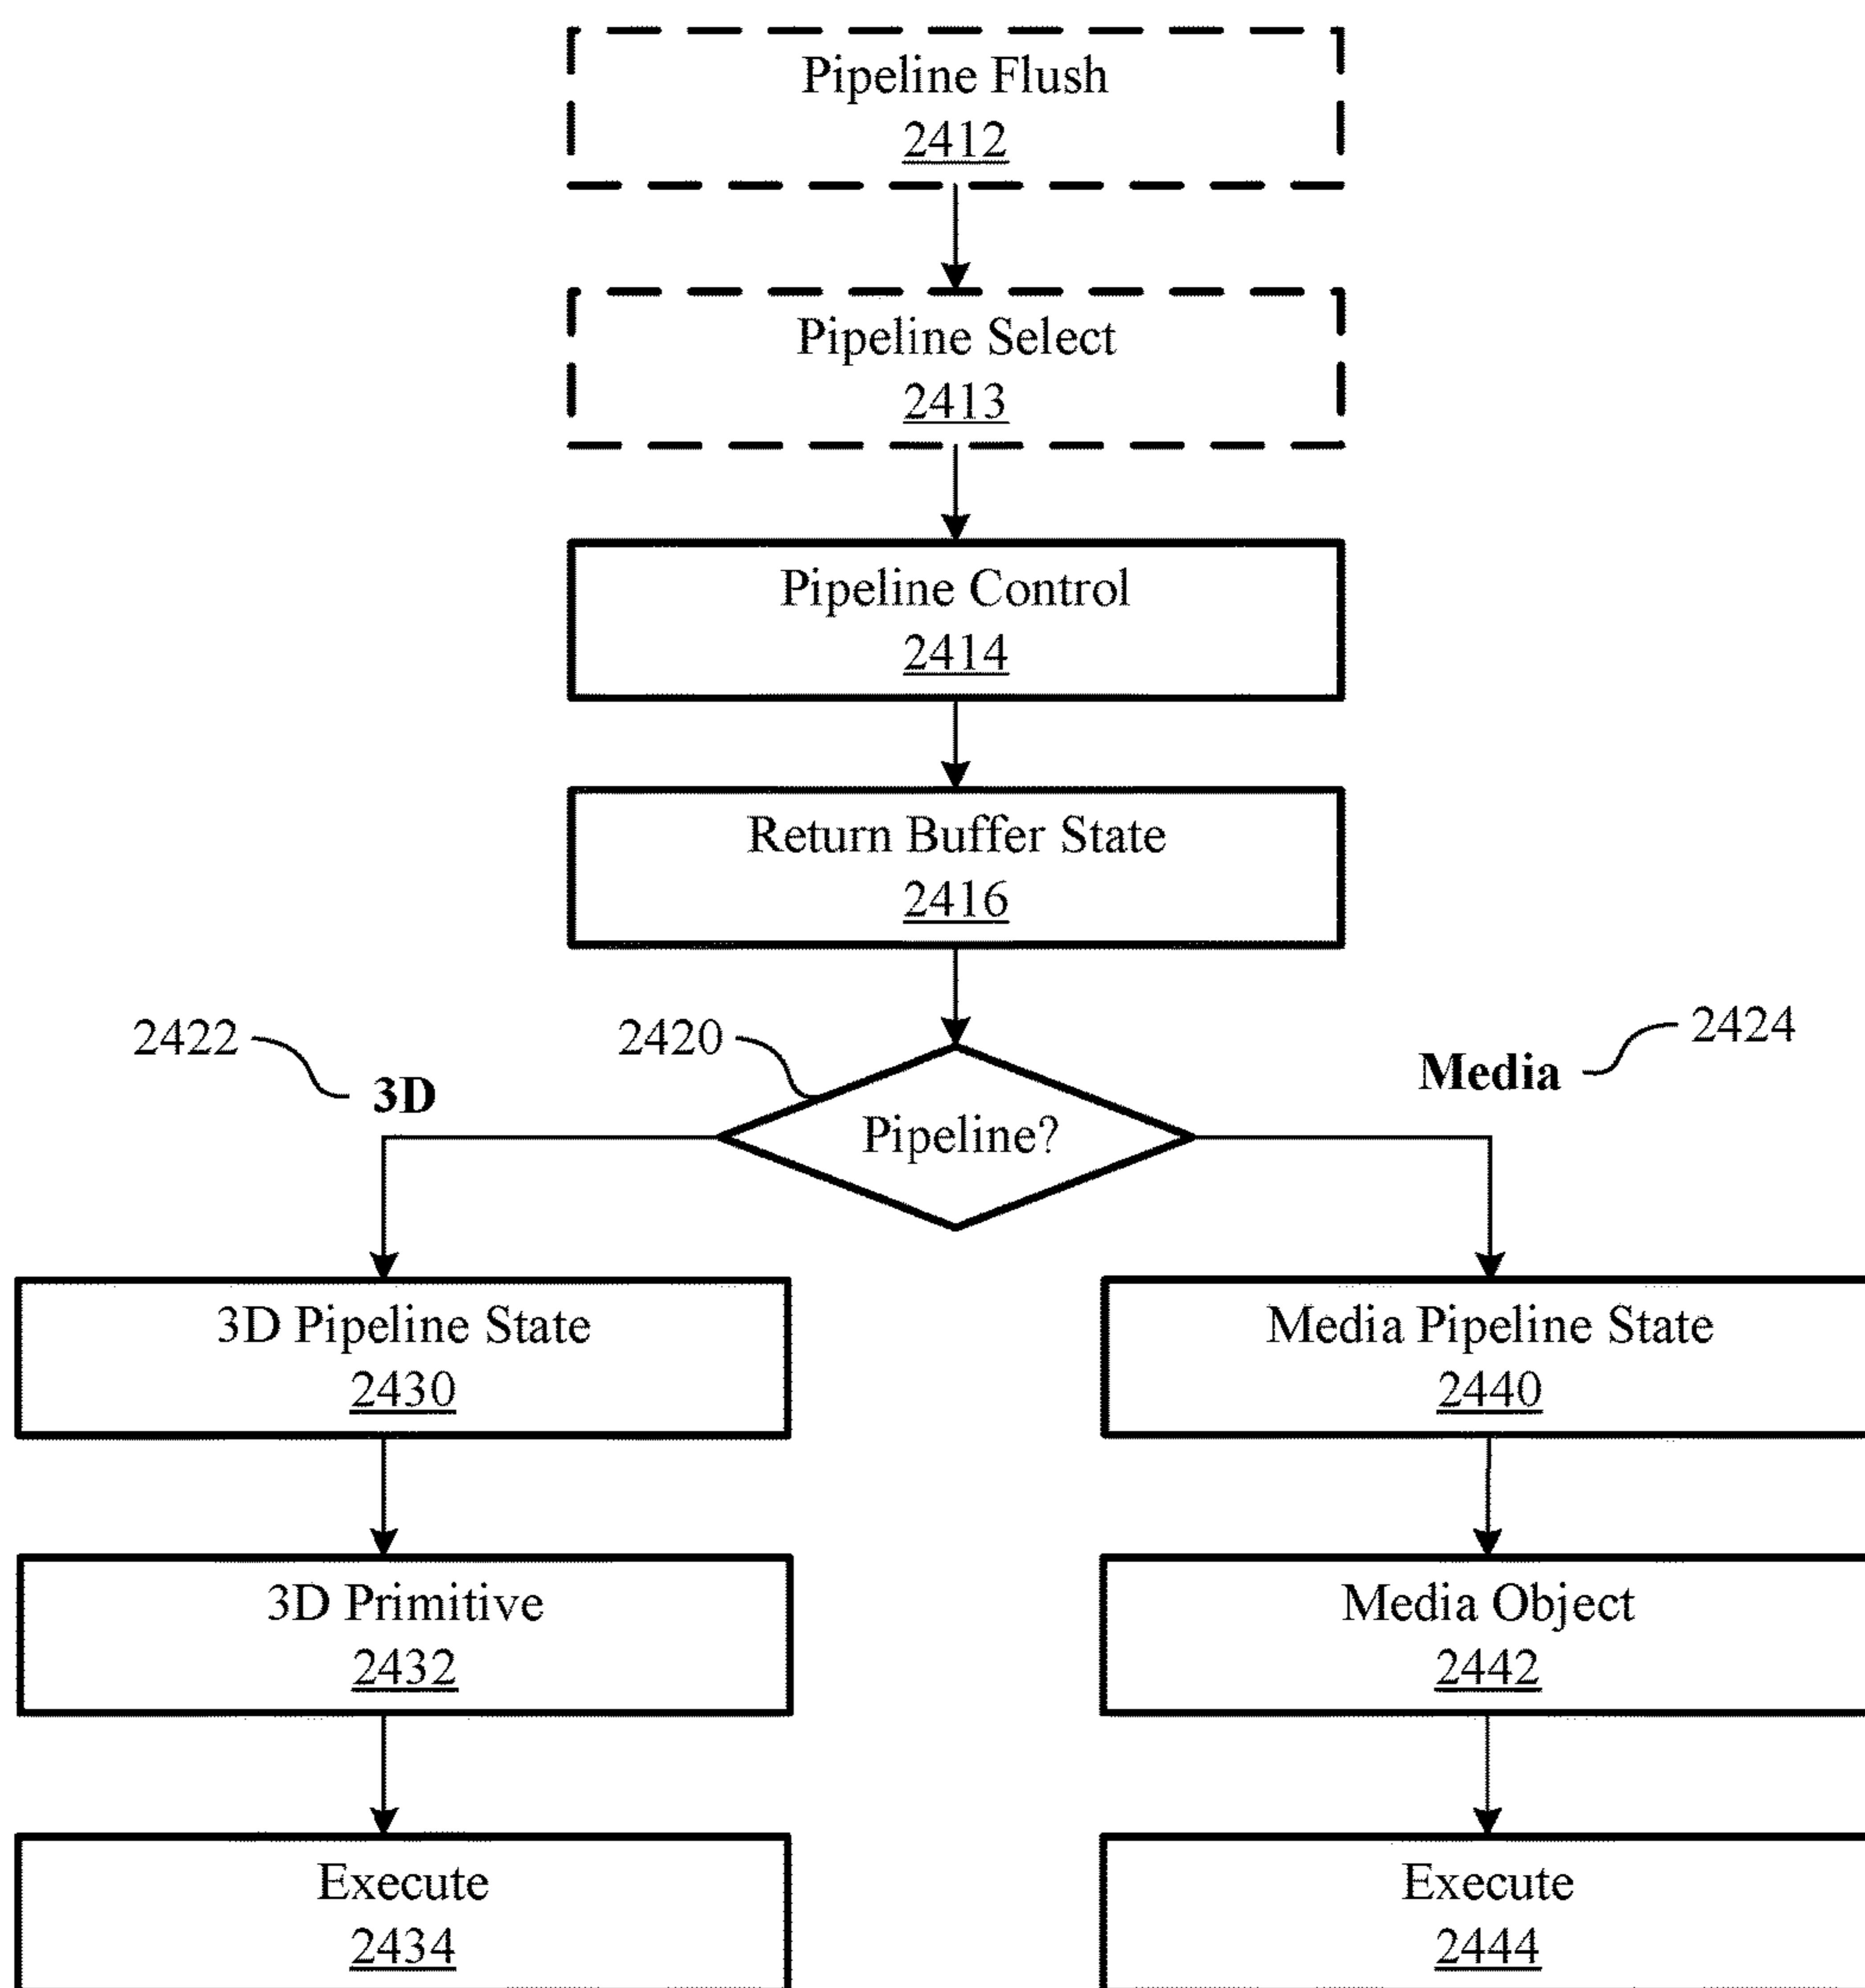 Pipeline Flush
2412
Pipeline Select
2413
Pipeline Control
2414
Return Buffer State
2416
2422
3D
2420
Pipeline?
2424
Media
3D Pipeline State
2430
3D Primitive
2432
Execute
2434
Media Pipeline State
2440
Media Object
2442
Execute
2444